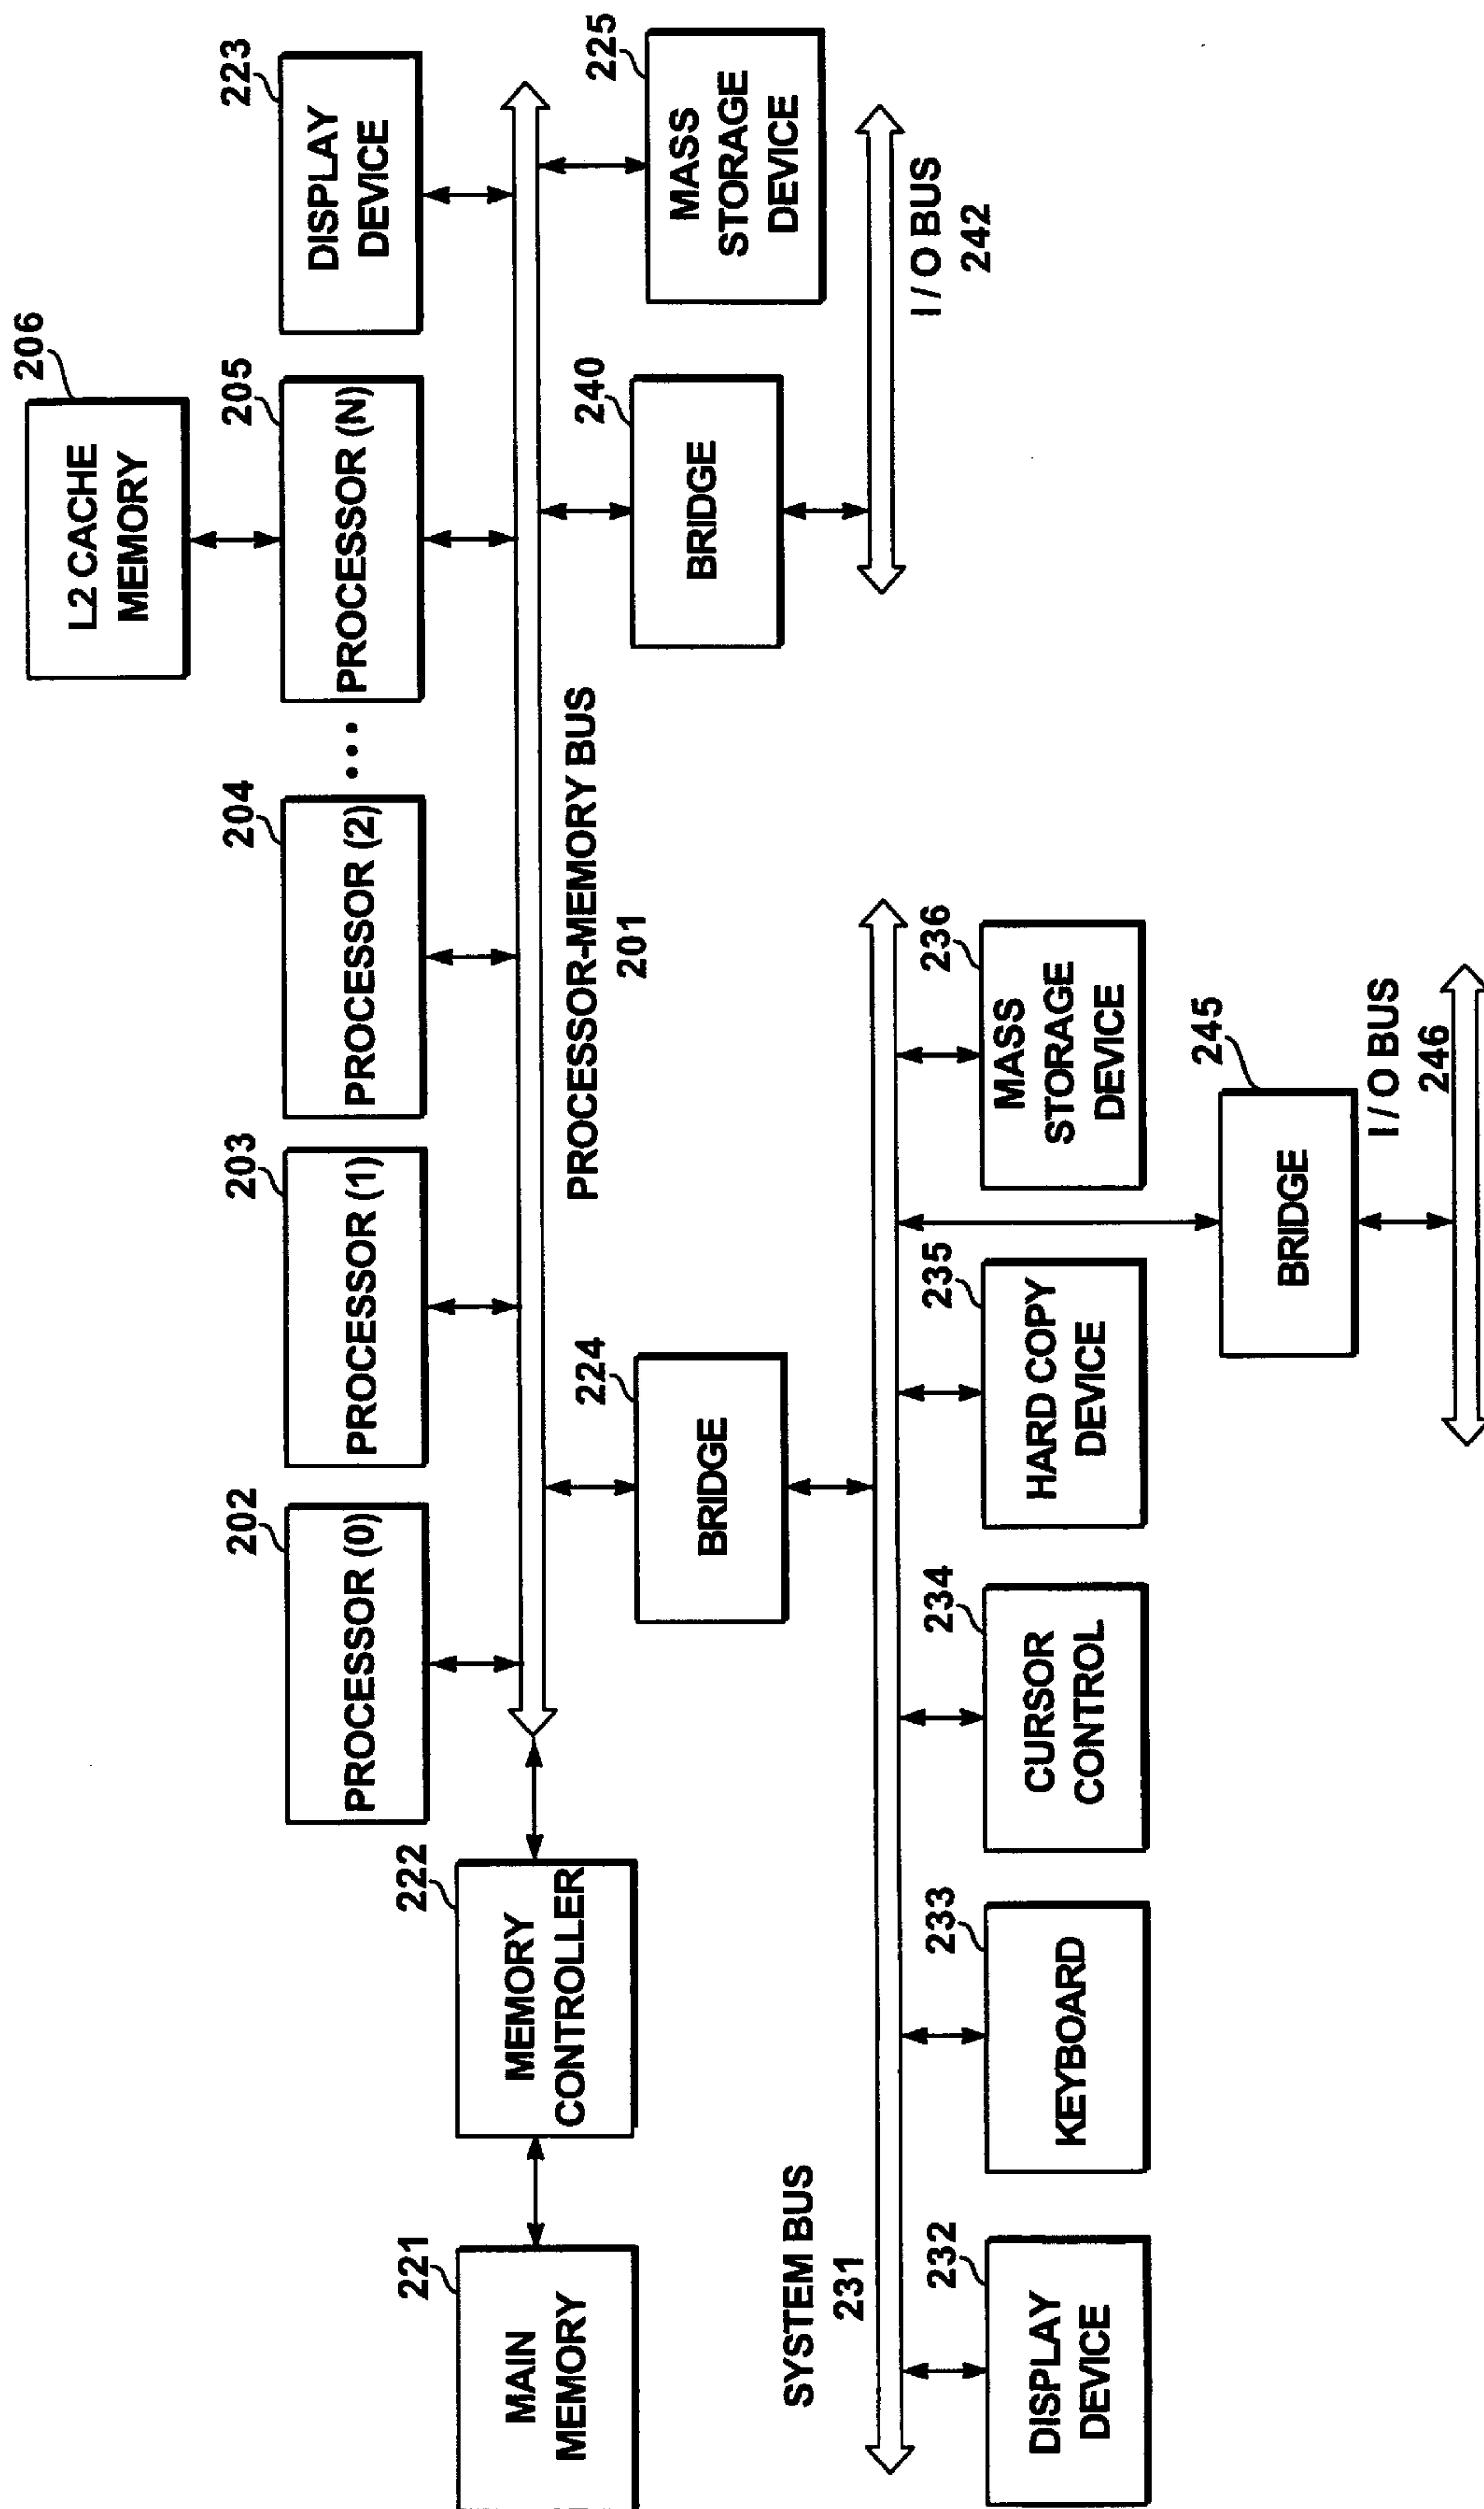 206
L2 CACHE
MEMORY
202
PROCESSOR (0)
203
PROCESSOR (1)
204
PROCESSOR (2)
• • •
205
PROCESSOR (N)
223
DISPLAY
DEVICE
221
MAIN
MEMORY
222
MEMORY
CONTROLLER
PROCESSOR-MEMORY BUS
201
224
BRIDGE
240
BRIDGE
225
MASS
STORAGE
DEVICE
SYSTEM BUS
231
I / O BUS
242
232
DISPLAY
DEVICE
233
KEYBOARD
234
CURSOR
CONTROL
235
HARD COPY
DEVICE
236
MASS
STORAGE
DEVICE
245
BRIDGE
I / O BUS
246